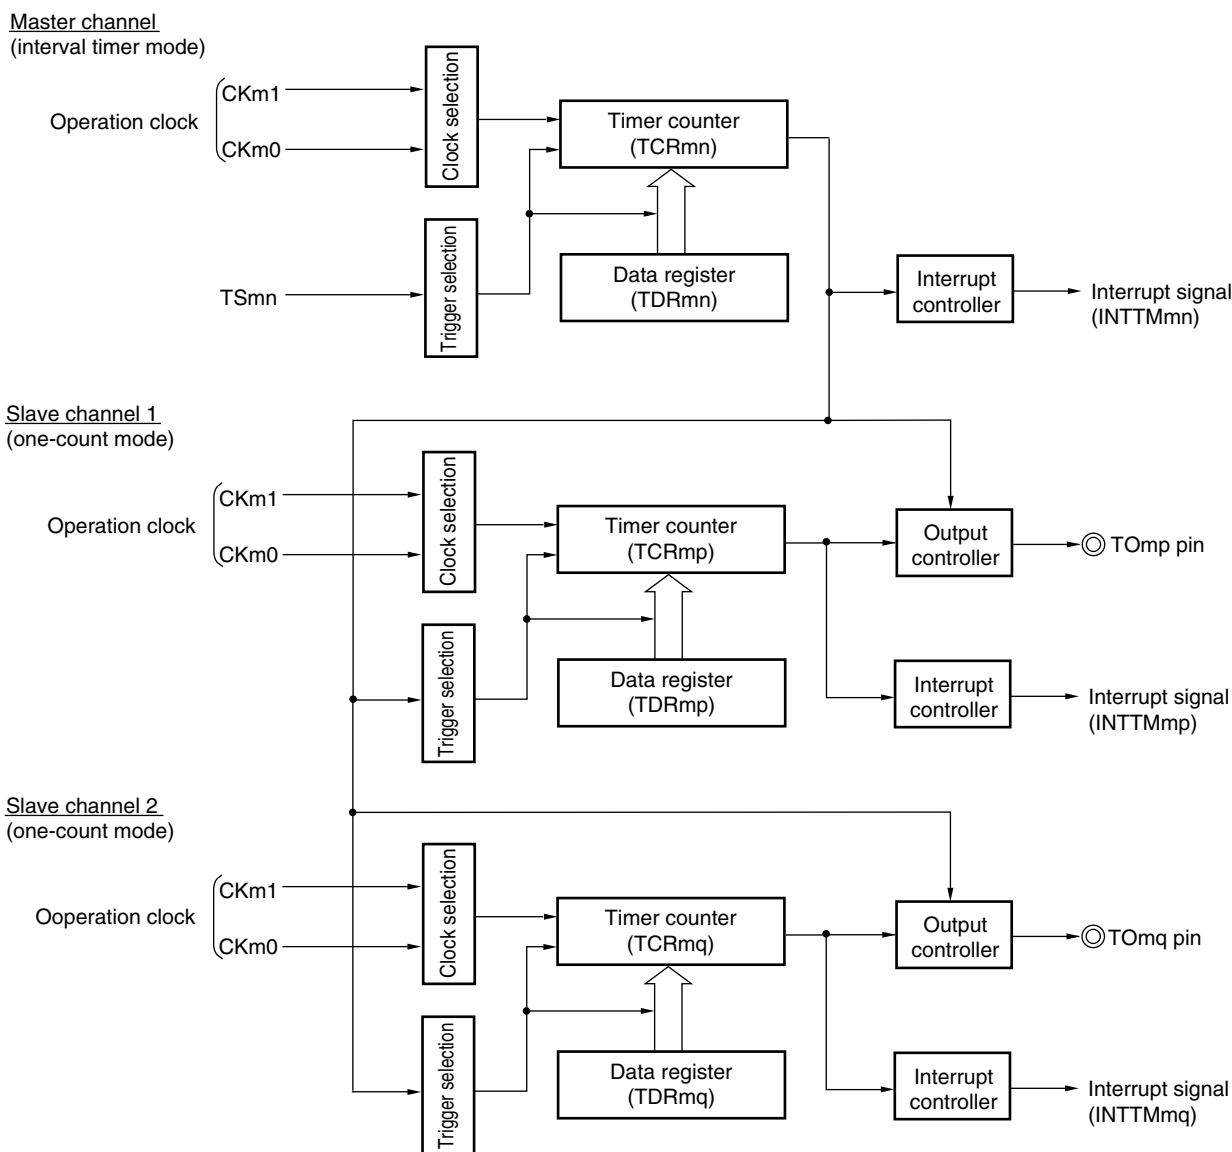 Master channel
(interval timer mode)
Operation clock
CKm1
CKm0
Clock selection
Timer counter
(TCRmn)
TSmn
Trigger selection
Data register
(TDRmn)
Interrupt
controller
Interrupt signal
(INTTMmn)
Slave channel 1
(one-count mode)
Operation clock
CKm1
CKm0
Clock selection
Timer counter
(TCRmp)
Output
controller
TOmp pin
Trigger selection
Data register
(TDRmp)
Interrupt
controller
Interrupt signal
(INTTMmp)
Slave channel 2
(one-count mode)
Ooperation clock
CKm1
CKm0
Clock selection
Timer counter
(TCRmq)
Output
controller
TOmq pin
Trigger selection
Data register
(TDRmq)
Interrupt
controller
Interrupt signal
(INTTMmq)